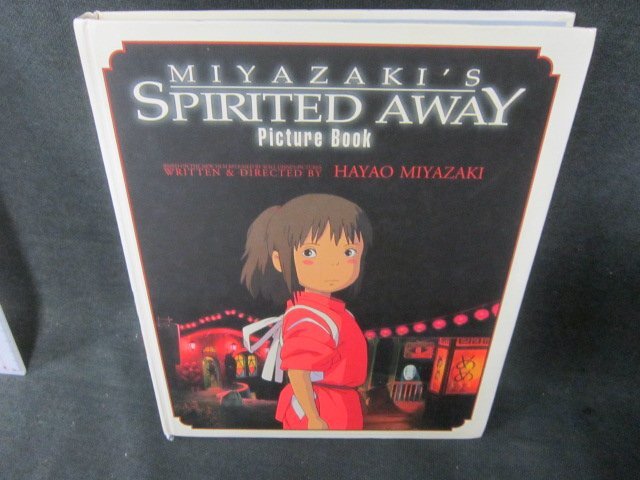 MIYAZAKI'S
SPIRITED AWAY
Picture Book
WRITTEN & DIRECTED BY HAYAO MIYAZAKI